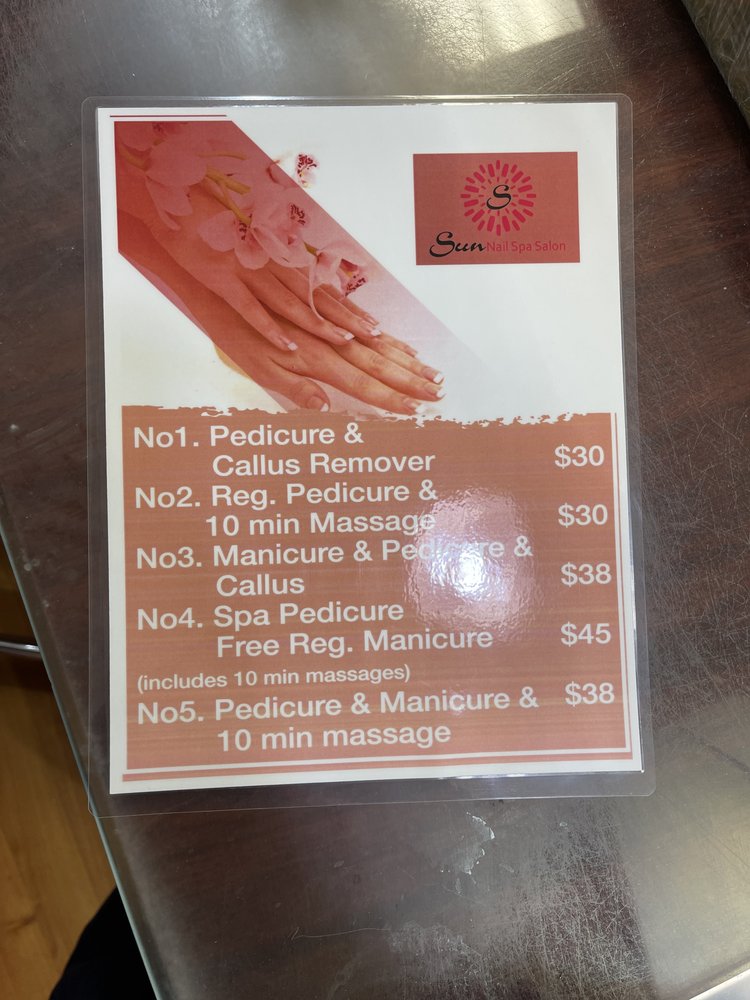 S
Sun Nail Spa Salon
No1. Pedicure &
Callus Remover $30
No2. Reg. Pedicure &
10 min Massage $30
No3. Manicure & Pedicure &
Callus $38
No4. Spa Pedicure
Free Reg. Manicure $45
(includes 10 min massages)
No5. Pedicure & Manicure & $38
10 min massage